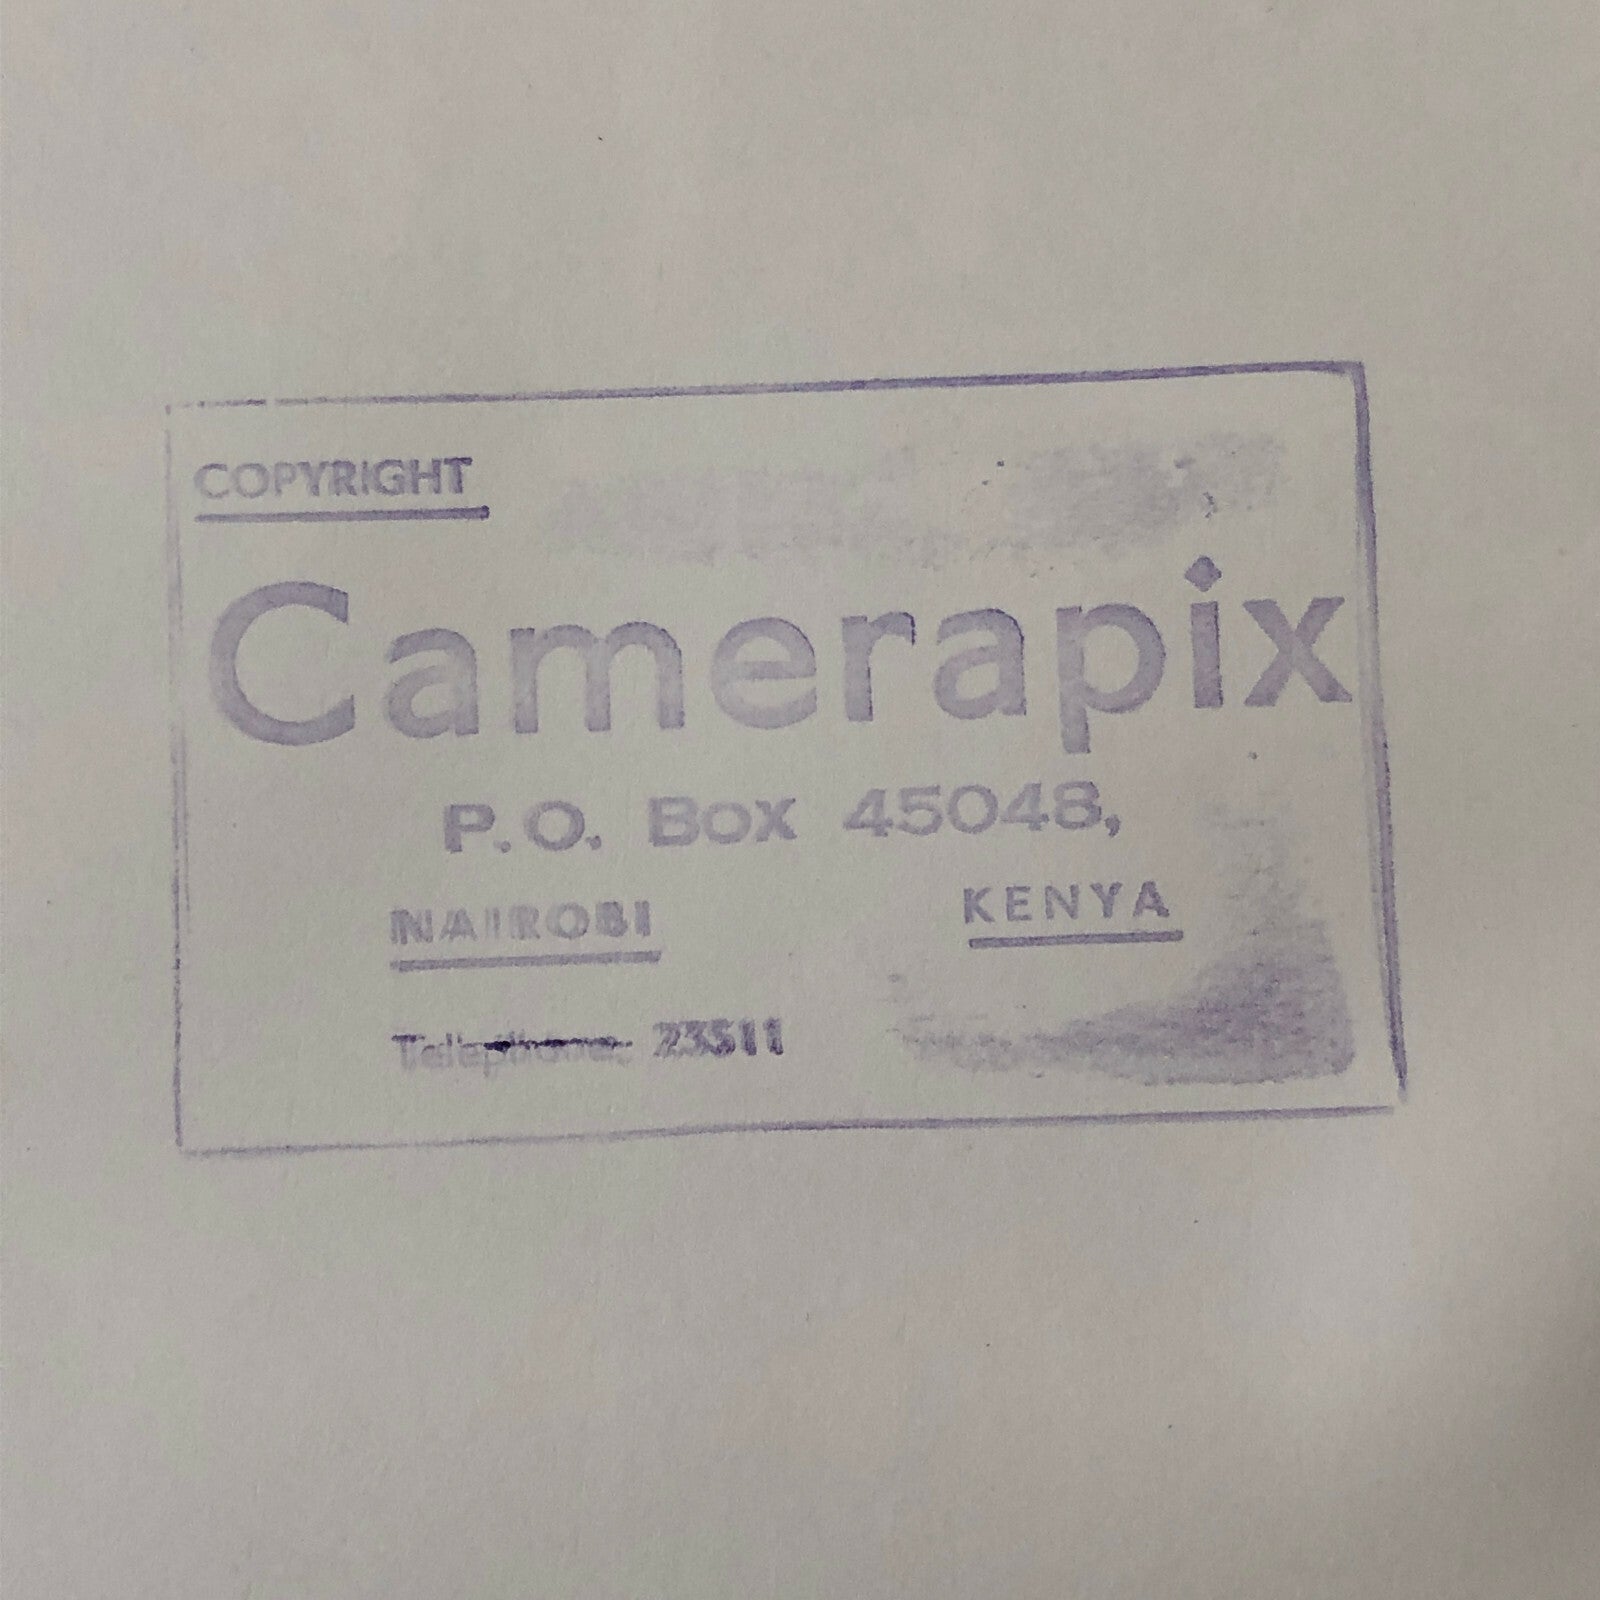 COPYRIGHT
Camerapix
P.O. Box 45048,
NAIROBI KENYA
Telephone: 23511